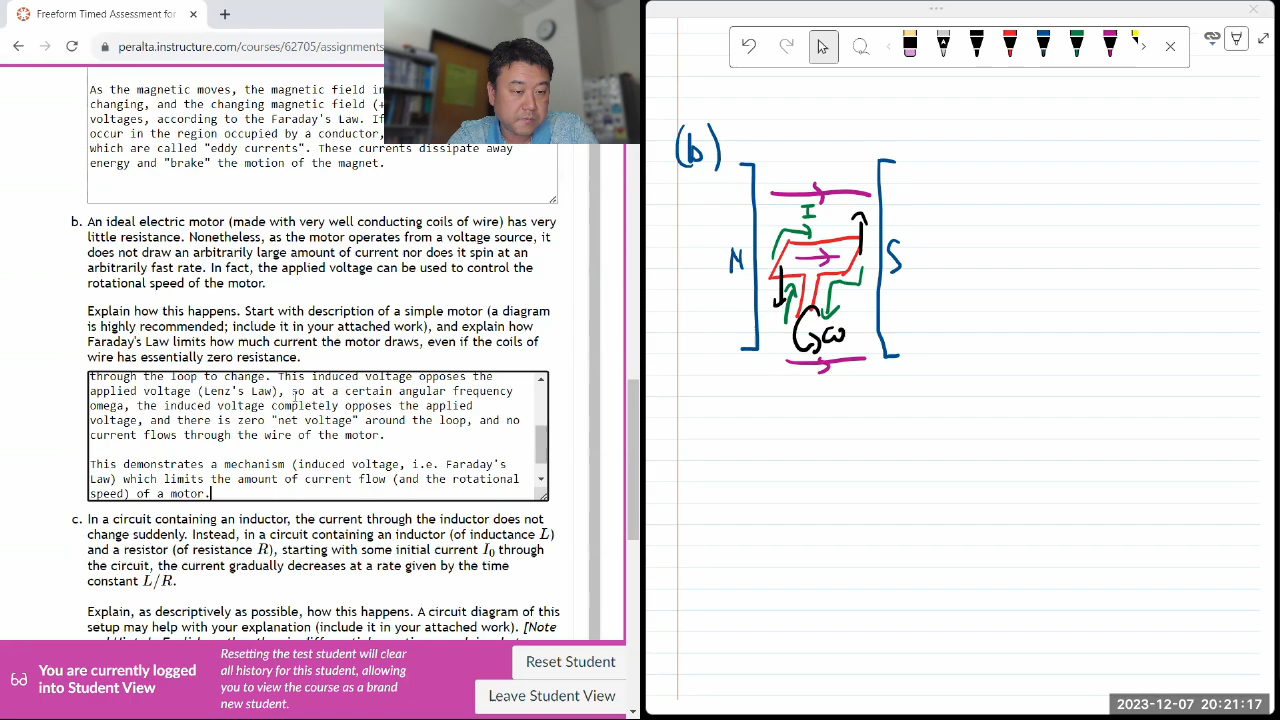 Freeform Timed Assessment for
peralta.instructure.com/courses/62705/assignments
As the magnetic moves, the magnetic field in
changing, and the changing magnetic field (+
voltages, according to the Faraday's Law. If
occur in the region occupied by a conductor,
which are called "eddy currents". These currents dissipate away
energy and "brake" the motion of the magnet.
b. An ideal electric motor (made with very well conducting coils of wire) has very
little resistance. Nonetheless, as the motor operates from a voltage source, it
does not draw an arbitrarily large amount of current nor does it spin at an
arbitrarily fast rate. In fact, the applied voltage can be used to control the
rotational speed of the motor.
Explain how this happens. Start with description of a simple motor (a diagram
is highly recommended; include it in your attached work), and explain how
Faraday's Law limits how much current the motor draws, even if the coils of
wire has essentially zero resistance.
through the loop to change. This induced voltage opposes the
applied voltage (Lenz's Law), so at a certain angular frequency
omega, the induced voltage completely opposes the applied
voltage, and there is zero "net voltage" around the loop, and no
current flows through the wire of the motor.
This demonstrates a mechanism (induced voltage, i.e. Faraday's
Law) which limits the amount of current flow (and the rotational
speed) of a motor.
c. In a circuit containing an inductor, the current through the inductor does not
change suddenly. Instead, in a circuit containing an inductor (of inductance L)
and a resistor (of resistance R), starting with some initial current I₀ through
the circuit, the current gradually decreases at a rate given by the time
constant L/R.
Explain, as descriptively as possible, how this happens. A circuit diagram of this
setup may help with your explanation (include it in your attached work). [Note
You are currently logged
into Student View
Resetting the test student will clear
all history for this student, allowing
you to view the course as a brand
new student.
Reset Student
Leave Student View
(b)
I
N
S
ω
2023-12-07 20:21:17